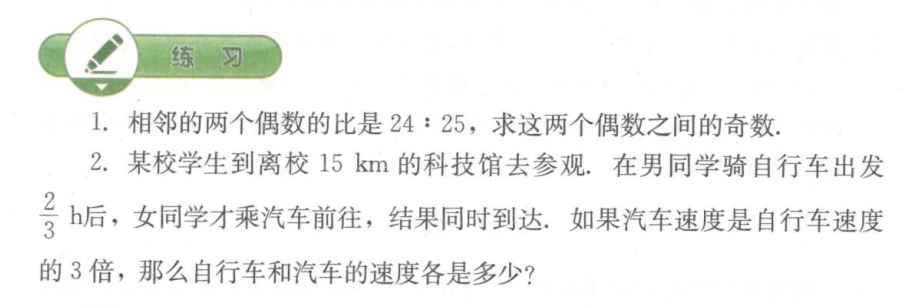 练 习
1. 相邻的两个偶数的比是 24∶25，求这两个偶数之间的奇数.
2. 某校学生到离校 15 km 的科技馆去参观. 在男同学骑自行车出发
2/3 h后，女同学才乘汽车前往，结果同时到达. 如果汽车速度是自行车速度
的 3 倍，那么自行车和汽车的速度各是多少?